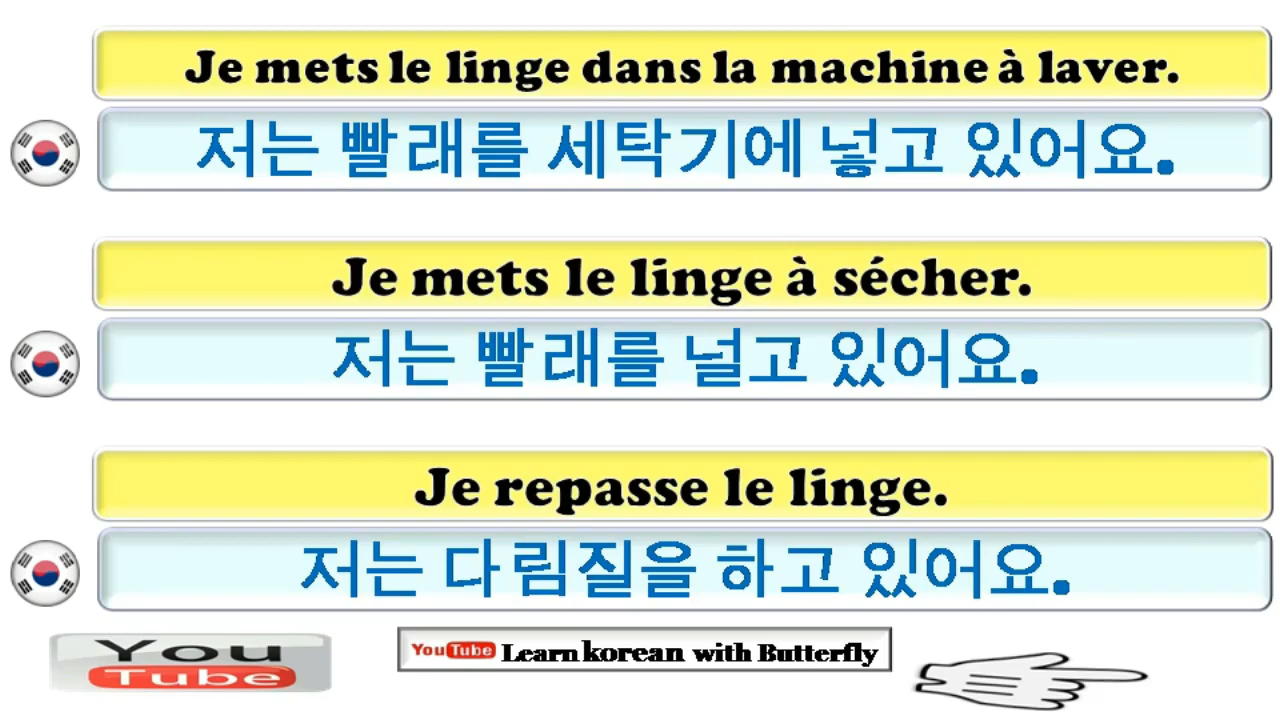 Je mets le linge dans la machine à laver.
저는 빨래를 세탁기에 넣고 있어요.
Je mets le linge à sécher.
저는 빨래를 널고 있어요.
Je repasse le linge.
저는 다림질을 하고 있어요.
You
Tube
YouTube Learn korean with Butterfly